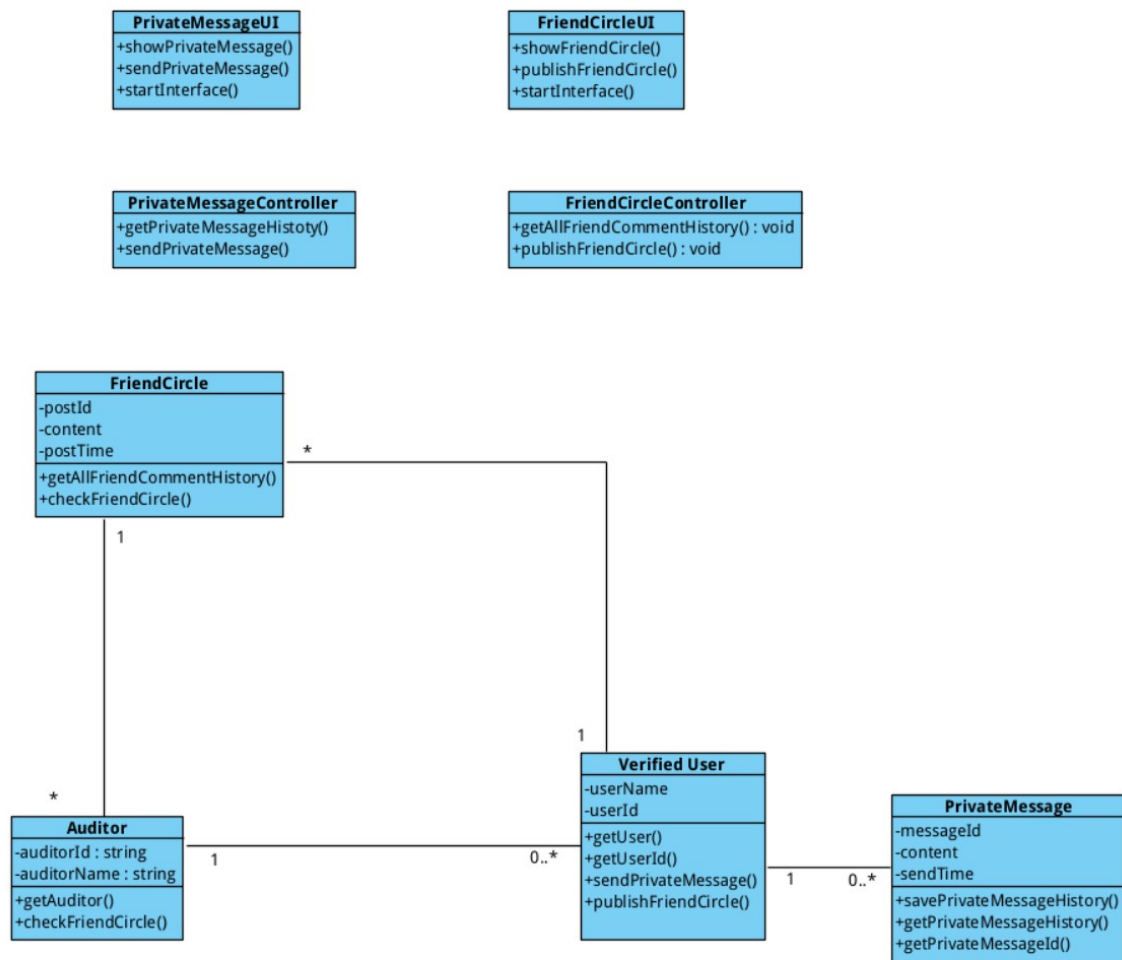 PrivateMessageUI
+showPrivateMessage()
+sendPrivateMessage()
+startInterface()
FriendCircleUI
+showFriendCircle()
+publishFriendCircle()
+startInterface()
PrivateMessageController
+getPrivateMessageHistoty()
+sendPrivateMessage()
FriendCircleController
+getAllFriendCommentHistory() : void
+publishFriendCircle() : void
FriendCircle
-postId
-content
-postTime
+getAllFriendCommentHistory()
+checkFriendCircle()
*
1
1
*
Auditor
-auditorId : string
-auditorName : string
+getAuditor()
+checkFriendCircle()
1
0..*
Verified User
-userName
-userId
+getUser()
+getUserId()
+sendPrivateMessage()
+publishFriendCircle()
1
0..*
PrivateMessage
-messageId
-content
-sendTime
+savePrivateMessageHistory()
+getPrivateMessageHistory()
+getPrivateMessageId()